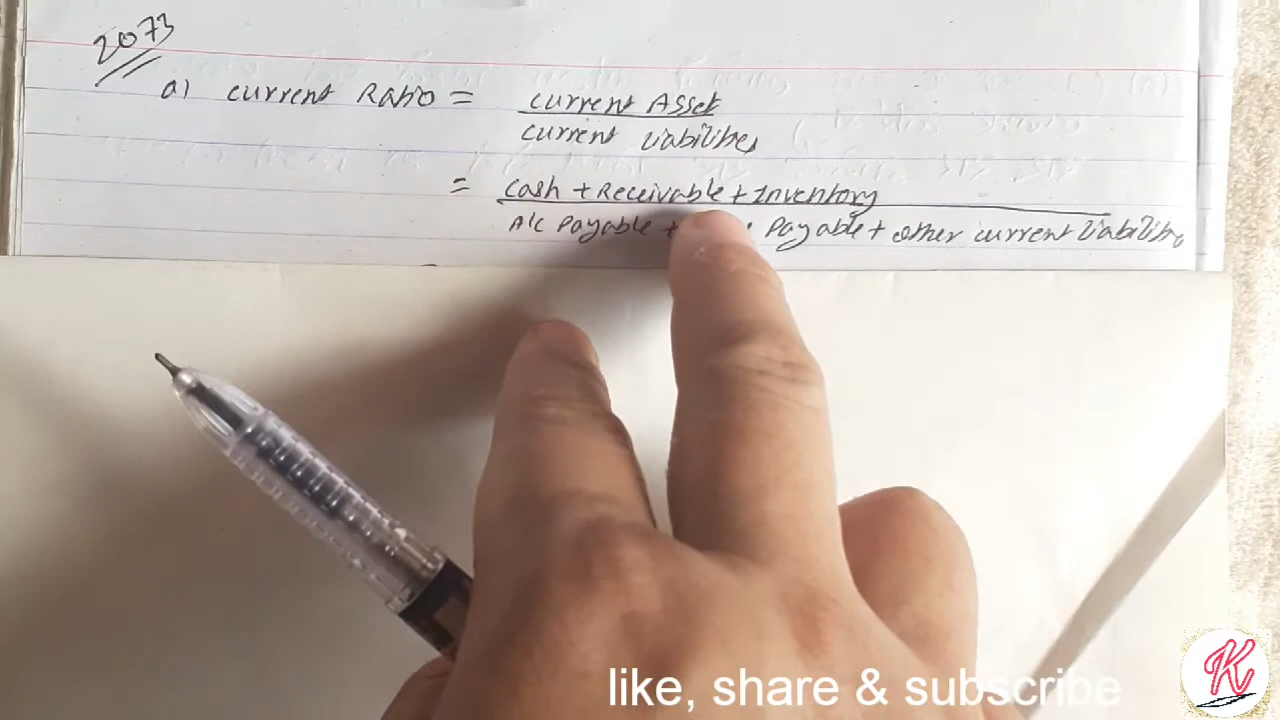 2073
a) Current Ratio = Current Asset
Current Liabilities
= Cash + Receivable + Inventory
A/C Payable + Payable + other current liabilities
like, share & subscribe
K